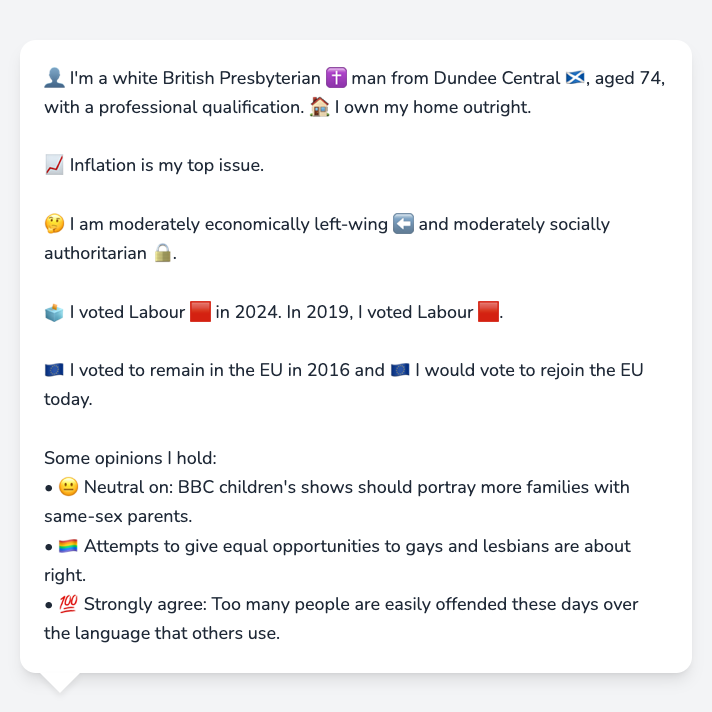 👤 I'm a white British Presbyterian ✝️ man from Dundee Central 🏴󠁧󠁢󠁳󠁣󠁴󠁿, aged 74,
with a professional qualification. 🏠 I own my home outright.
📈 Inflation is my top issue.
🤔 I am moderately economically left-wing ⬅️ and moderately socially
authoritarian 🔒.
🗳️ I voted Labour 🟥 in 2024. In 2019, I voted Labour 🟥.
🇪🇺 I voted to remain in the EU in 2016 and 🇪🇺 I would vote to rejoin the EU
today.
Some opinions I hold:
• 😐 Neutral on: BBC children's shows should portray more families with
same-sex parents.
• 🏳️‍🌈 Attempts to give equal opportunities to gays and lesbians are about
right.
• 💯 Strongly agree: Too many people are easily offended these days over
the language that others use.